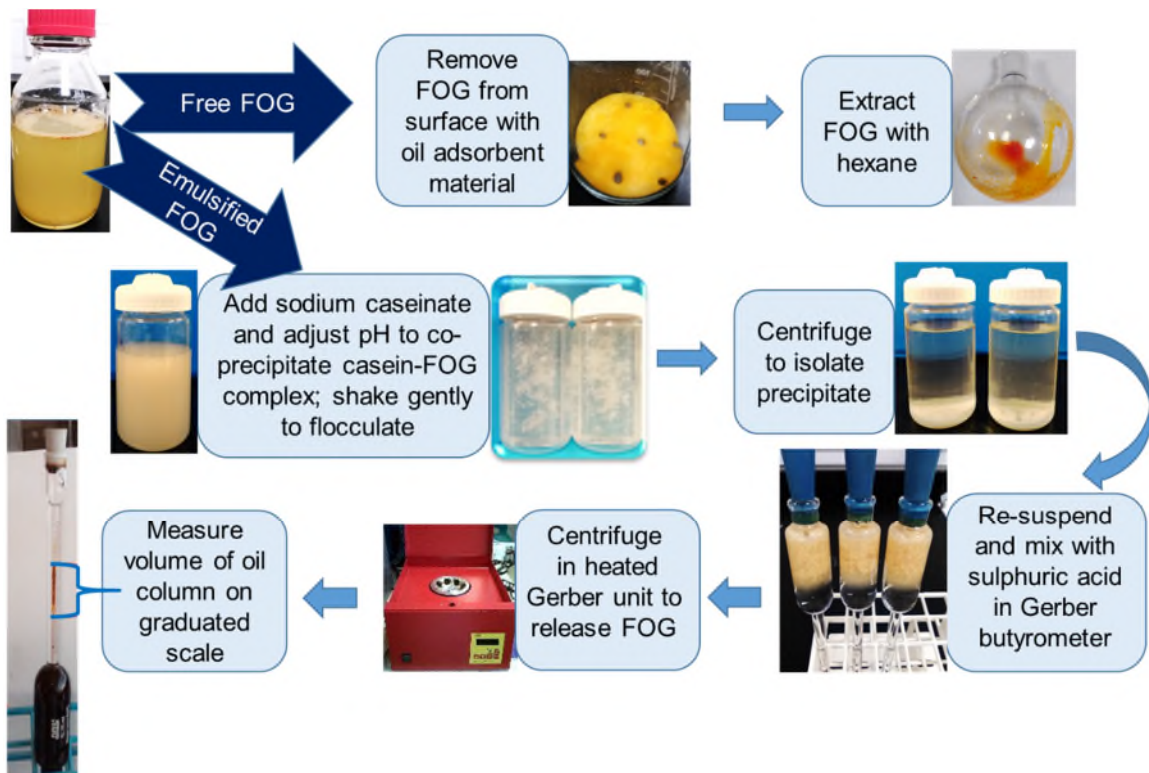 Free FOG
Remove
FOG from
surface with
oil adsorbent
material
Extract
FOG with
hexane
Emulsified
FOG
Add sodium caseinate
and adjust pH to co-
precipitate casein-FOG
complex; shake gently
to flocculate
Centrifuge
to isolate
precipitate
Re-suspend
and mix with
sulphuric acid
in Gerber
butyrometer
Centrifuge
in heated
Gerber unit to
release FOG
Measure
volume of oil
column on
graduated
scale